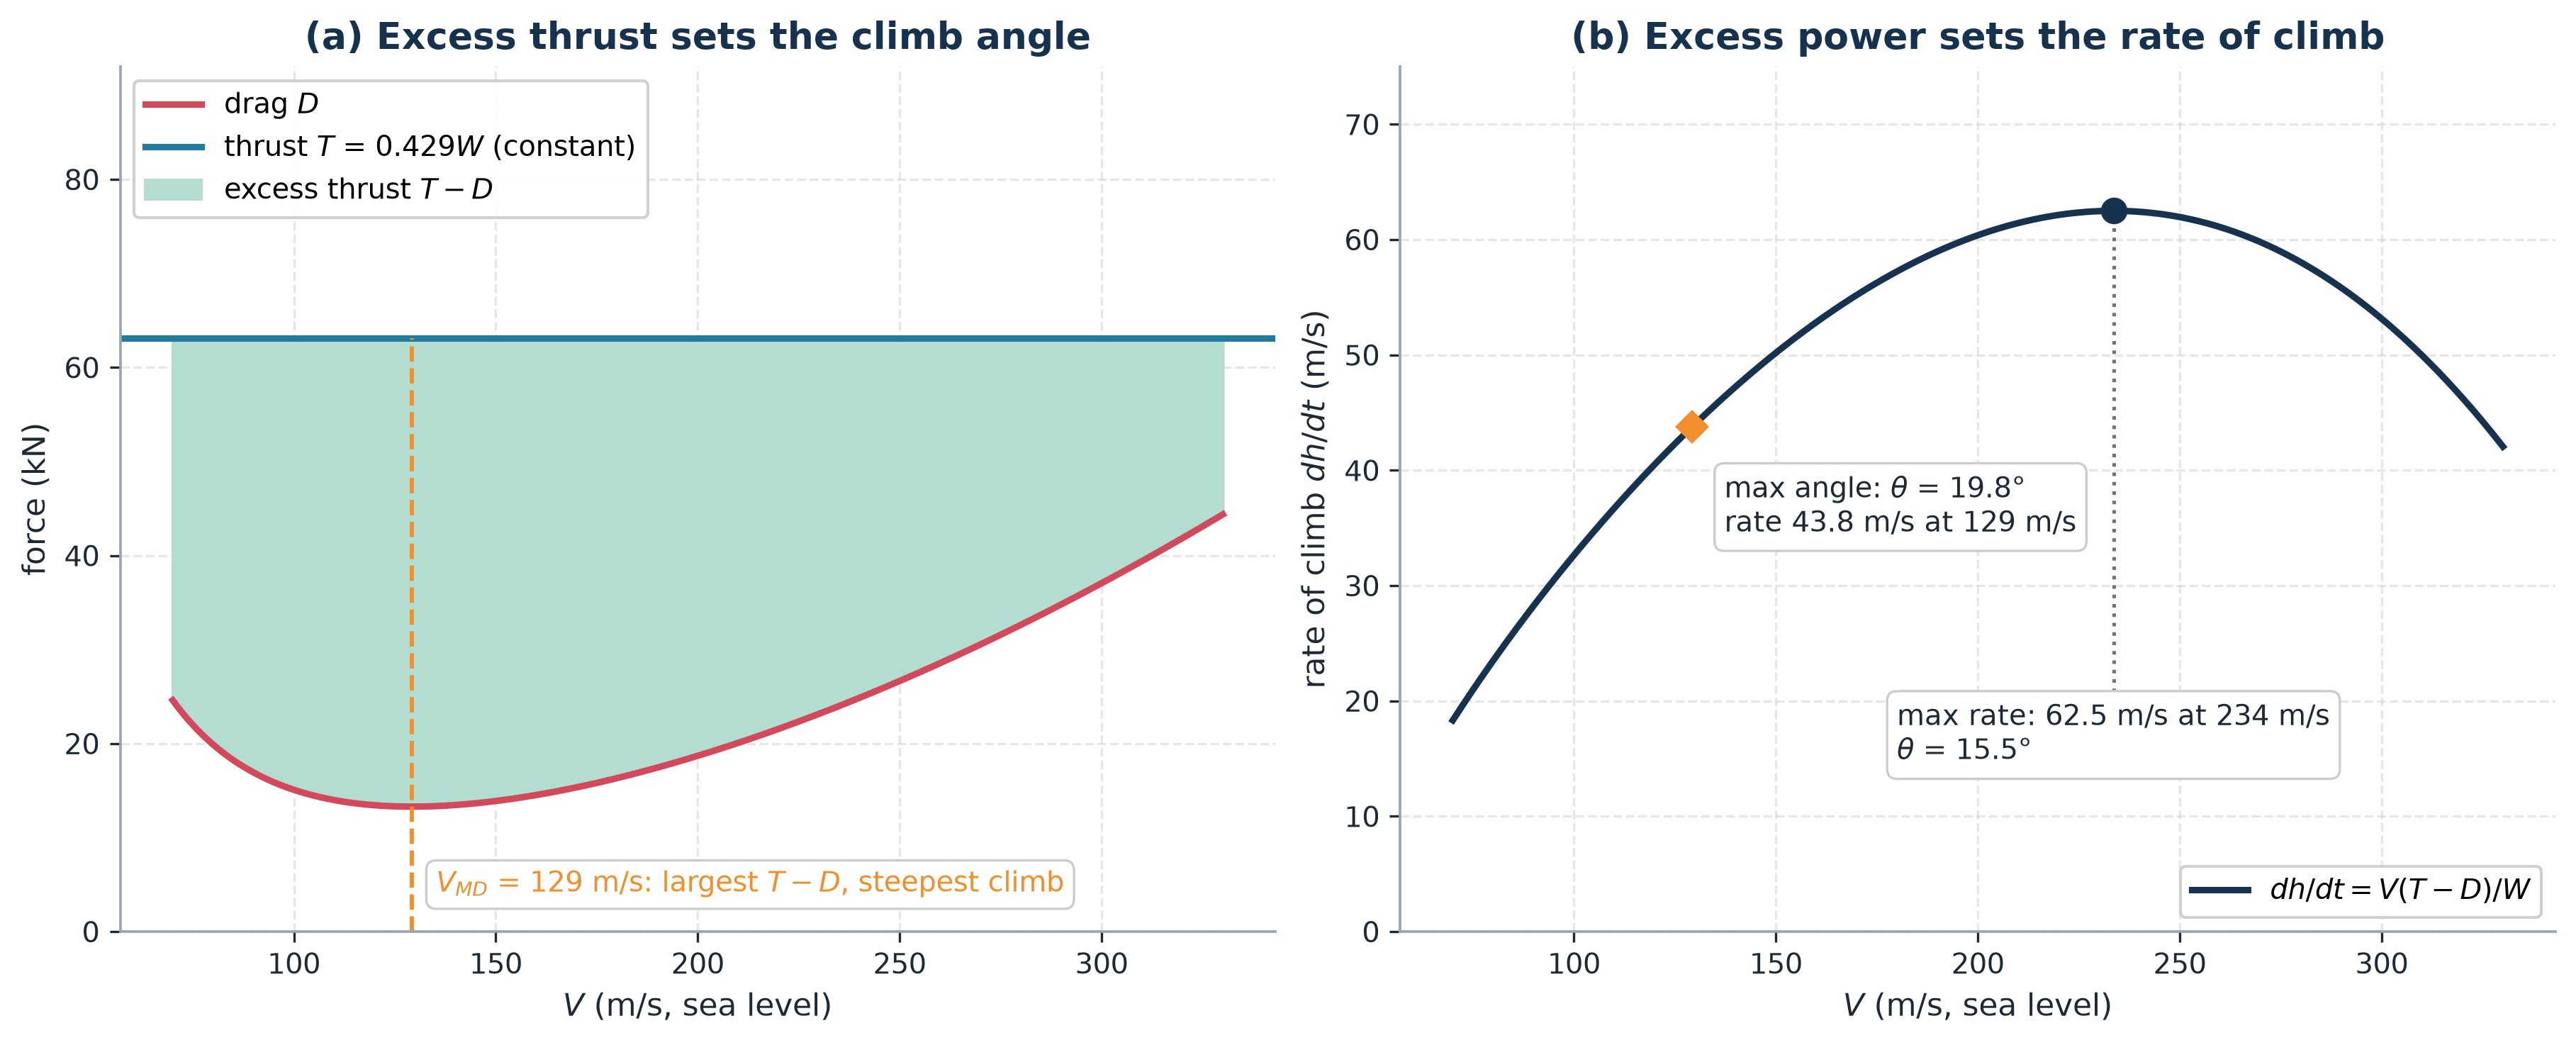 (a) Excess thrust sets the climb angle
drag D
thrust T = 0.429W (constant)
excess thrust T − D
80
60
40
20
0
force (kN)
V_MD = 129 m/s: largest T − D, steepest climb
100 150 200 250 300
V (m/s, sea level)
(b) Excess power sets the rate of climb
70
60
50
40
30
20
10
0
rate of climb dh/dt (m/s)
max angle: θ = 19.8°
rate 43.8 m/s at 129 m/s
max rate: 62.5 m/s at 234 m/s
θ = 15.5°
dh/dt = V(T − D)/W
100 150 200 250 300
V (m/s, sea level)